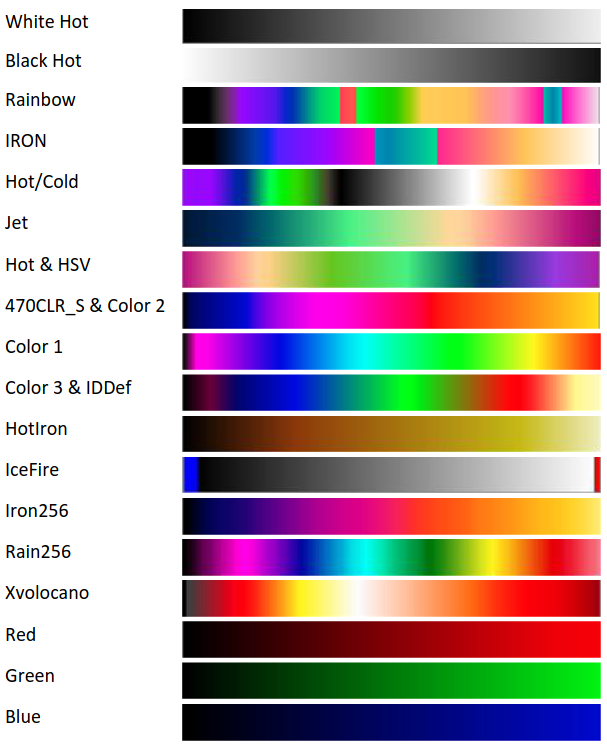 White Hot
Black Hot
Rainbow
IRON
Hot/Cold
Jet
Hot & HSV
470CLR_S & Color 2
Color 1
Color 3 & IDDef
HotIron
IceFire
Iron256
Rain256
Xvolocano
Red
Green
Blue